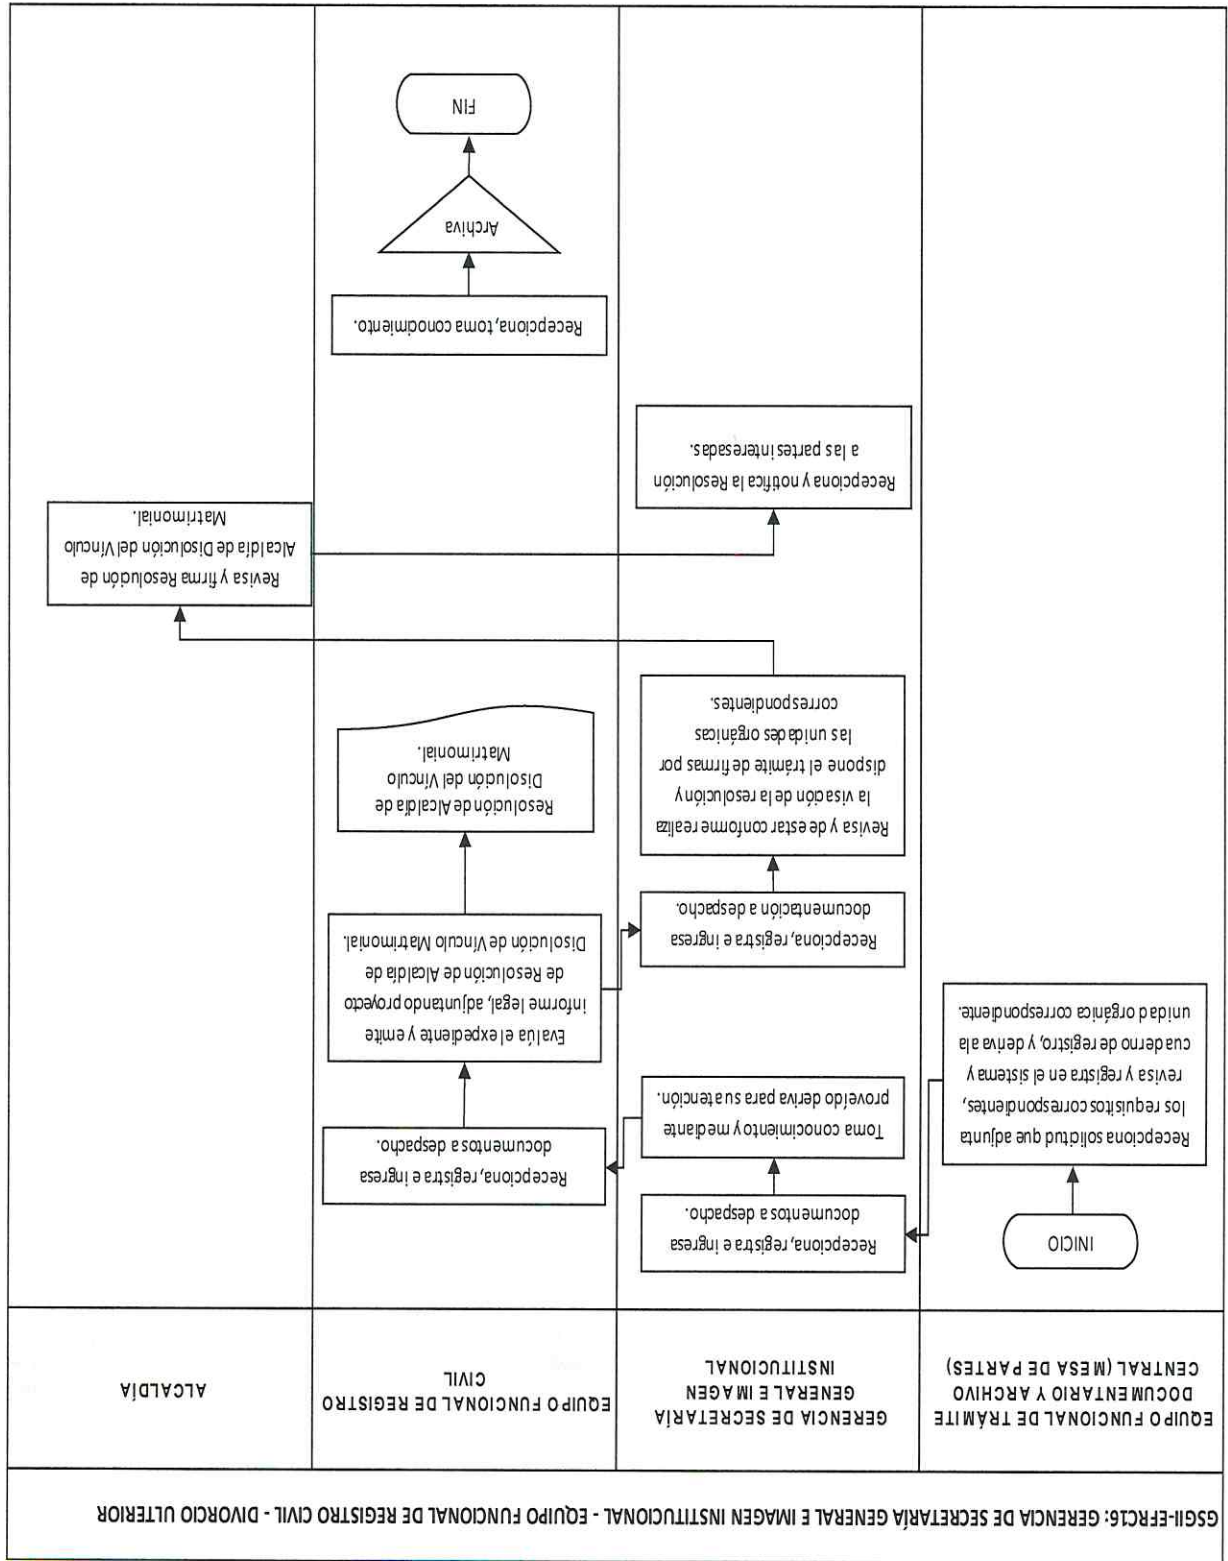 GSGII-EFRC16: GERENCIA DE SECRETARÍA GENERAL E IMAGEN INSTITUCIONAL - EQUIPO FUNCIONAL DE REGISTRO CIVIL - DIVORCIO ULTERIOR
EQUIPO FUNCIONAL DE TRÁMITE
DOCUMENTARIO Y ARCHIVO
CENTRAL (MESA DE PARTES)
GERENCIA DE SECRETARÍA
GENERAL E IMAGEN
INSTITUCIONAL
EQUIPO FUNCIONAL DE REGISTRO
CIVIL
ALCALDÍA
INICIO
Recepciona solicitud que adjunta
los requisitos correspondientes,
revisa y registra en el sistema y
cuaderno de registro, y deriva a la
unidad orgánica correspondiente.
Recepciona, registra e ingresa
documentos a despacho.
Toma conocimiento y mediante
proveído deriva para su atención.
Recepciona, registra e ingresa
documentos a despacho.
Evalúa el expediente y emite
informe legal, adjuntando proyecto
de Resolución de Alcaldía de
Disolución de Vínculo Matrimonial.
Resolución de Alcaldía de
Disolución del Vínculo
Matrimonial.
Recepciona, registra e ingresa
documentación a despacho.
Revisa y de estar conforme realiza
la visación de la resolución y
dispone el trámite de firmas por
las unidades orgánicas
correspondientes.
Revisa y firma Resolución de
Alcaldía de Disolución del Vínculo
Matrimonial.
Recepciona y notifica la Resolución
a las partes interesadas.
Recepciona, toma conocimiento.
Archiva
FIN